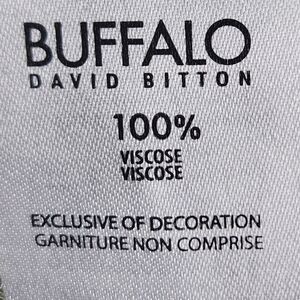 BUFFALO
DAVID BITTON
100%
VISCOSE
VISCOSE
EXCLUSIVE OF DECORATION
GARNITURE NON COMPRISE